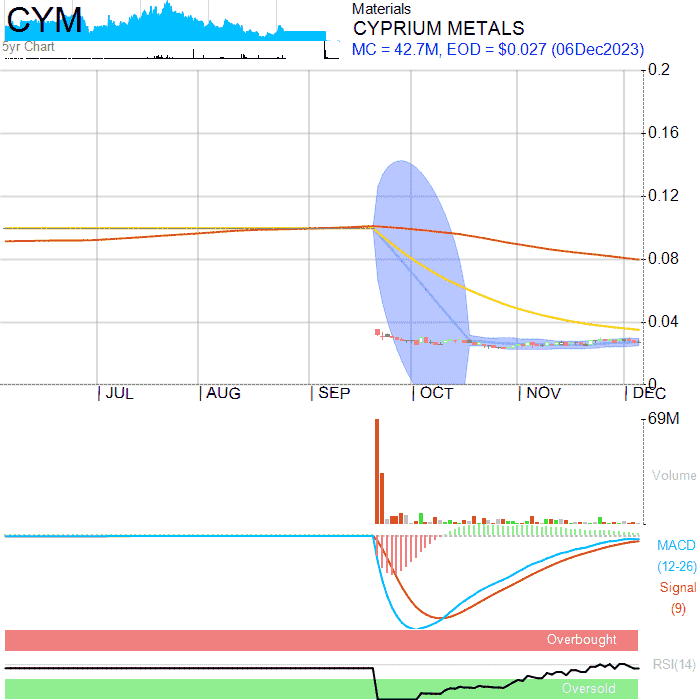 CYM
5yr Chart
Materials
CYPRIUM METALS
MC = 42.7M, EOD = $0.027 (06Dec2023)
0.2
0.16
0.12
0.08
0.04
0
| JUL | AUG | SEP | OCT | NOV | DEC
69M
Volume
MACD
(12-26)
Signal
(9)
Overbought
RSI(14)
Oversold